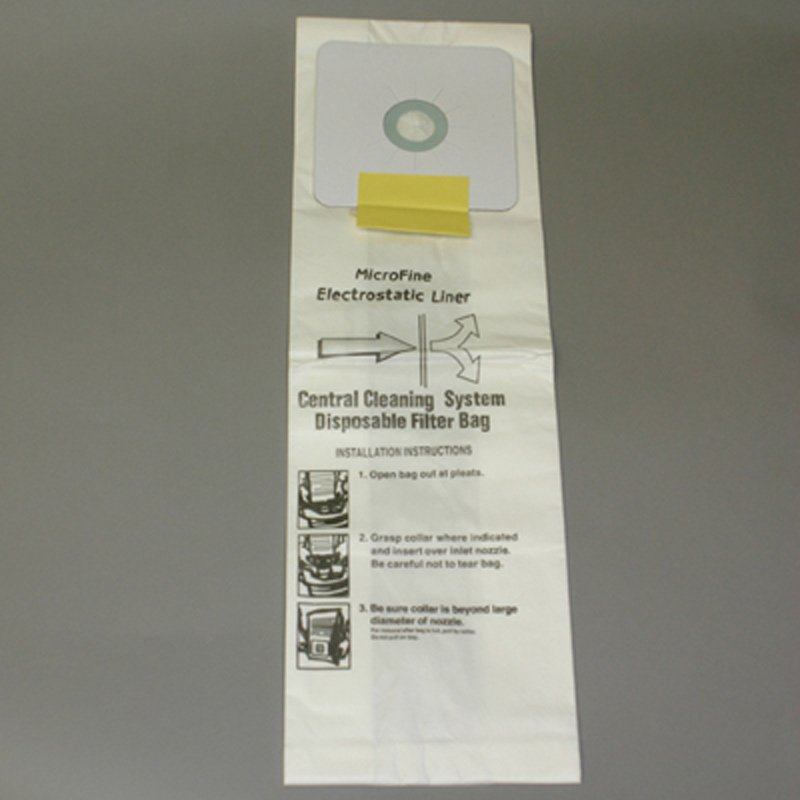 MicroFine
Electrostatic Liner
Central Cleaning System
Disposable Filter Bag
INSTALLATION INSTRUCTIONS
1. Open bag out at pleats.
2. Grasp collar where indicated
and insert over inlet nozzle.
Be careful not to tear bag.
3. Be sure collar is beyond large
diameter of nozzle.